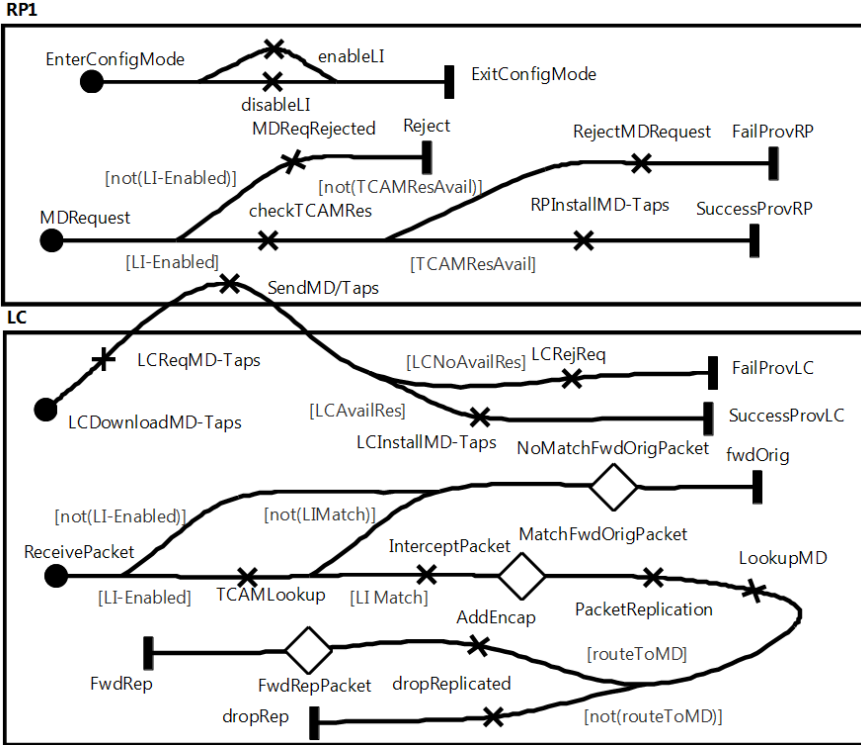 RP1
EnterConfigMode
enableLI
ExitConfigMode
disableLI
MDReqRejected
Reject
RejectMDRequest
FailProvRP
[not(LI-Enabled)]
[not(TCAMResAvail)]
MDRequest
checkTCAMRes
RPInstallMD-Taps
SuccessProvRP
[LI-Enabled]
[TCAMResAvail]
SendMD/Taps
LC
LCReqMD-Taps
[LCNoAvailRes]
LCRejReq
FailProvLC
LCDownloadMD-Taps
[LCAvailRes]
SuccessProvLC
LCInstallMD-Taps
NoMatchFwdOrigPacket
fwdOrig
[not(LI-Enabled)]
[not(LIMatch)]
ReceivePacket
InterceptPacket
MatchFwdOrigPacket
LookupMD
[LI-Enabled]
TCAMLookup
[LI Match]
PacketReplication
AddEncap
[routeToMD]
FwdRep
FwdRepPacket
dropReplicated
dropRep
[not(routeToMD)]